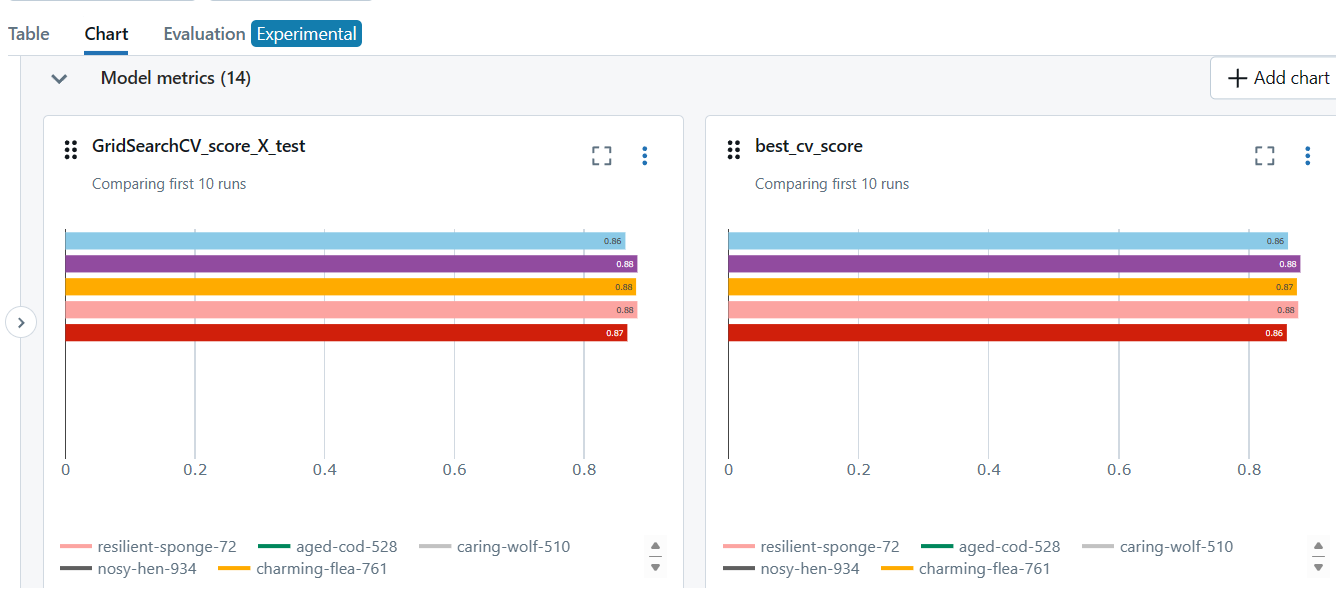 Table Chart Evaluation Experimental
Model metrics (14)
Add chart
GridSearchCV_score_X_test
Comparing first 10 runs
0.86
0.88
0.88
0.88
0.87
0 0.2 0.4 0.6 0.8
resilient-sponge-72 aged-cod-528 caring-wolf-510
nosy-hen-934 charming-flea-761
best_cv_score
Comparing first 10 runs
0.86
0.88
0.87
0.88
0.86
0 0.2 0.4 0.6 0.8
resilient-sponge-72 aged-cod-528 caring-wolf-510
nosy-hen-934 charming-flea-761